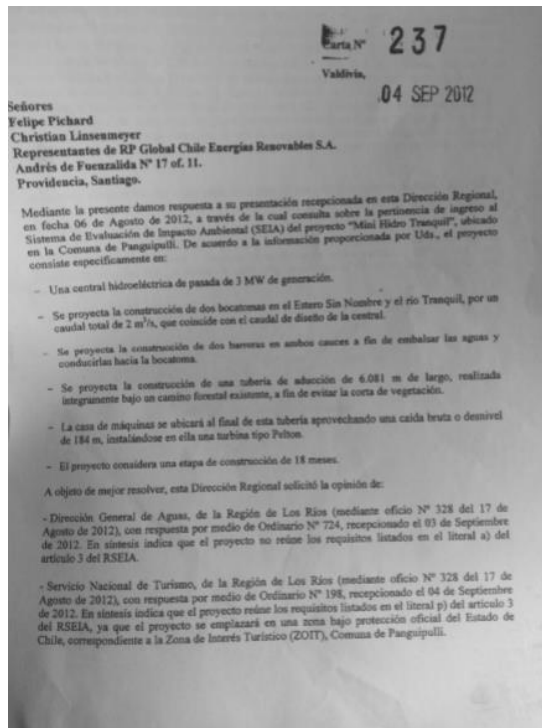 Carta Nº 237
Valdivia,
04 SEP 2012
Señores
Felipe Pichard
Christian Linsenmeyer
Representantes de RP Global Chile Energías Renovables S.A.
Andrés de Fuenzalida Nº 17 of. 11.
Providencia, Santiago.
Mediante la presente damos respuesta a su presentación recepcionada en esta Dirección Regional,
en fecha 06 de Agosto de 2012, a través de la cual consulta sobre la pertinencia de ingreso al
Sistema de Evaluación de Impacto Ambiental (SEIA) del proyecto "Mini Hidro Tranquil", ubicado
en la Comuna de Panguipulli. De acuerdo a la información proporcionada por Uds., el proyecto
consiste específicamente en:
- Una central hidroeléctrica de pasada de 3 MW de generación.
- Se proyecta la construcción de dos bocatomas en el Estero Sin Nombre y el río Tranquil, por un
caudal total de 2 m³/s, que coincide con el caudal de diseño de la central.
- Se proyecta la construcción de dos barreras en ambos cauces a fin de embalsar las aguas y
conducirlas hacia la bocatoma.
- Se proyecta la construcción de una tubería de aducción de 6.081 m de largo, realizada
íntegramente bajo un camino forestal existente, a fin de evitar la corta de vegetación.
- La casa de máquinas se ubicará al final de esta tubería aprovechando una caída bruta o desnivel
de 184 m, instalándose en ella una turbina tipo Pelton.
- El proyecto considera una etapa de construcción de 18 meses.
A objeto de mejor resolver, esta Dirección Regional solicitó la opinión de:
- Dirección General de Aguas, de la Región de Los Ríos (mediante oficio Nº 328 del 17 de
Agosto de 2012), con respuesta por medio de Ordinario Nº 724, recepcionado el 03 de Septiembre
de 2012. En síntesis indica que el proyecto no reúne los requisitos listados en el literal a) del
artículo 3 del RSEIA.
- Servicio Nacional de Turismo, de la Región de Los Ríos (mediante oficio Nº 328 del 17 de
Agosto de 2012), con respuesta por medio de Ordinario Nº 198, recepcionado el 04 de Septiembre
de 2012. En síntesis indica que el proyecto reúne los requisitos listados en el literal p) del artículo 3
del RSEIA, ya que el proyecto se emplazará en una zona bajo protección oficial del Estado de
Chile, correspondiente a la Zona de Interés Turístico (ZOIT), Comuna de Panguipulli.